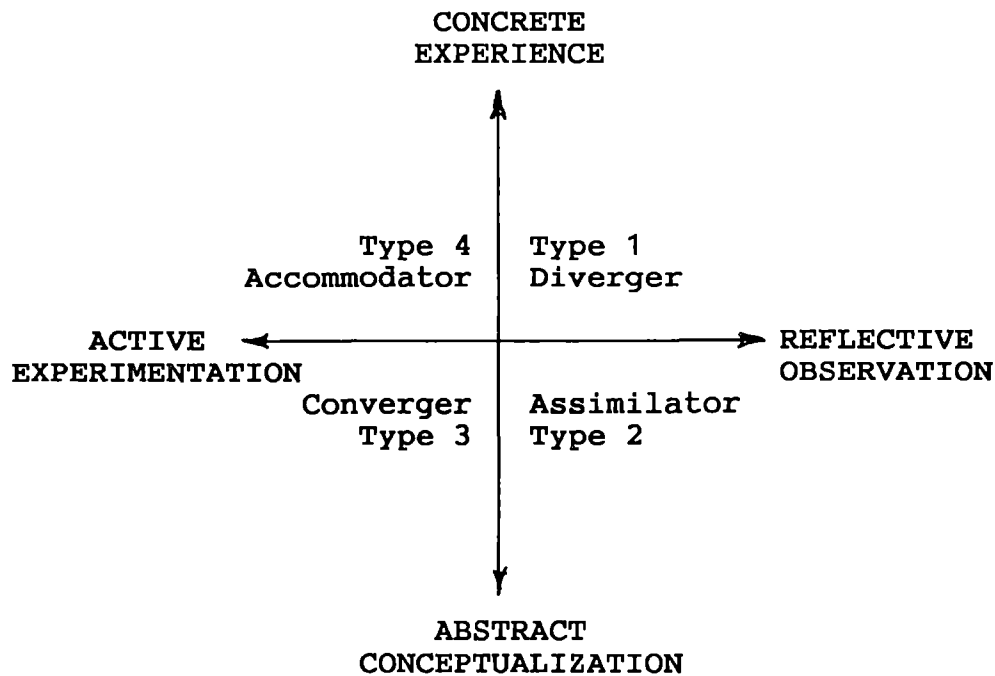 CONCRETE
EXPERIENCE
Type 4
Accommodator
Type 1
Diverger
ACTIVE
EXPERIMENTATION
REFLECTIVE
OBSERVATION
Converger
Type 3
Assimilator
Type 2
ABSTRACT
CONCEPTUALIZATION